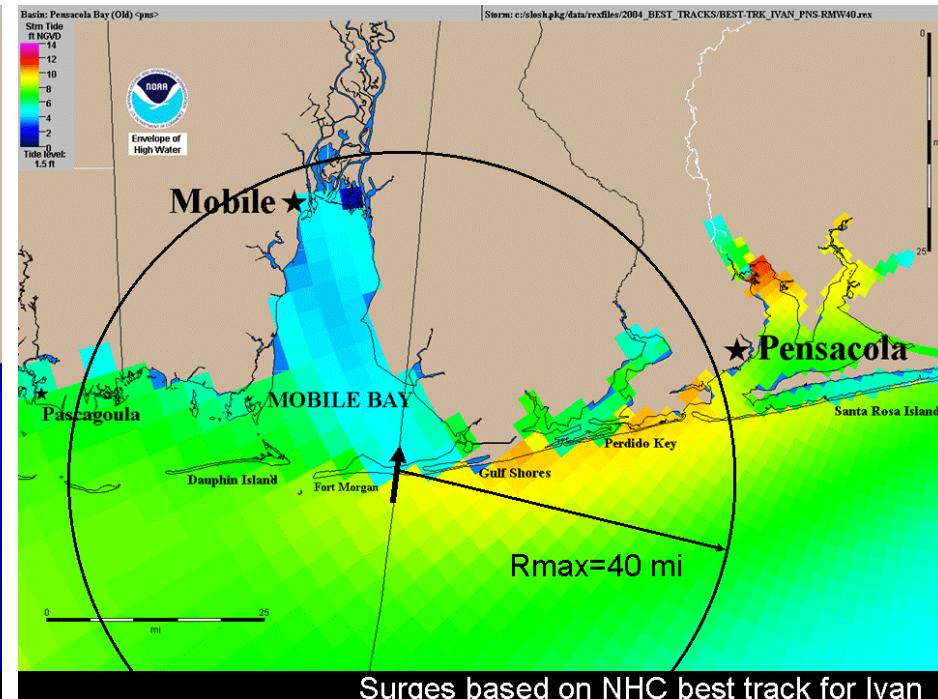 Basin: Pensacola Bay (Old) <pns>
Storm: c:/slosh.pkg/data/rexfiles/2004_BEST_TRACKS/BEST-TRK_IVAN_PNS-RMW40.rex
Stm Tide
ft NGVD
14
12
10
8
6
4
2
0
Tide level:
1.5 ft
NOAA
Envelope of
High Water
0
25
Mobile
Pensacola
Pascagoula
MOBILE BAY
Santa Rosa Island
Perdido Key
Gulf Shores
Dauphin Island
Fort Morgan
Rmax=40 mi
0
25
mi
Surges based on NHC best track for Ivan